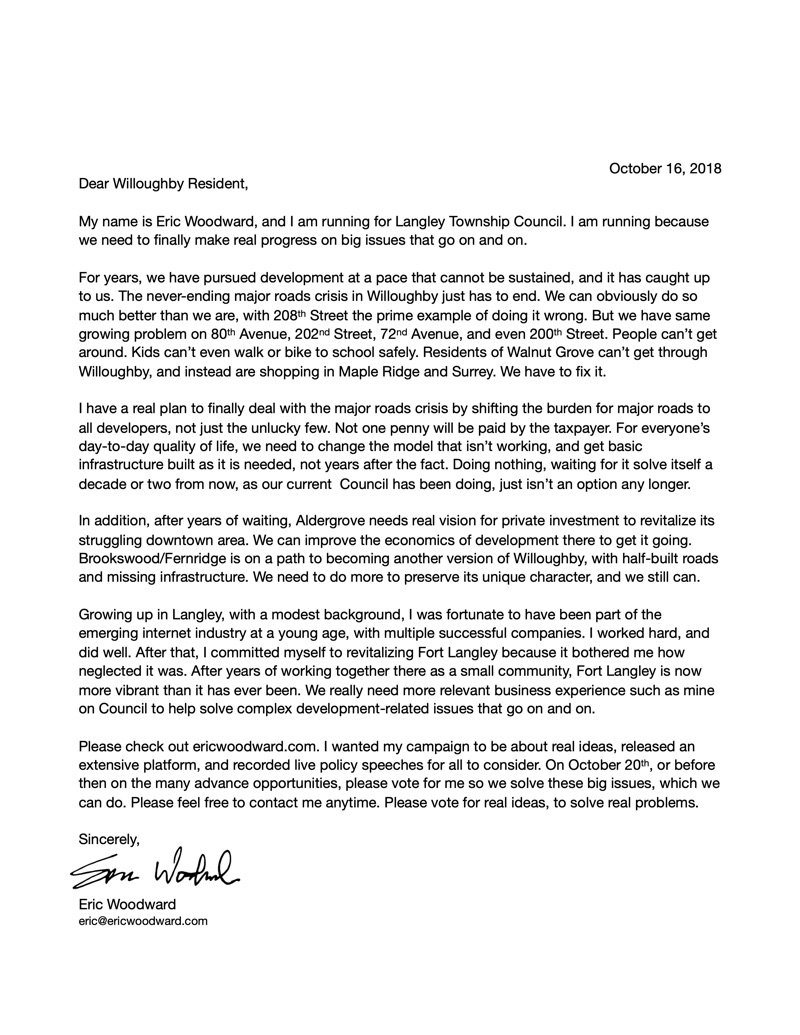 October 16, 2018
Dear Willoughby Resident,
My name is Eric Woodward, and I am running for Langley Township Council. I am running because
we need to finally make real progress on big issues that go on and on.
For years, we have pursued development at a pace that cannot be sustained, and it has caught up
to us. The never-ending major roads crisis in Willoughby just has to end. We can obviously do so
much better than we are, with 208th Street the prime example of doing it wrong. But we have same
growing problem on 80th Avenue, 202nd Street, 72nd Avenue, and even 200th Street. People can't get
around. Kids can't even walk or bike to school safely. Residents of Walnut Grove can't get through
Willoughby, and instead are shopping in Maple Ridge and Surrey. We have to fix it.
I have a real plan to finally deal with the major roads crisis by shifting the burden for major roads to
all developers, not just the unlucky few. Not one penny will be paid by the taxpayer. For everyone's
day-to-day quality of life, we need to change the model that isn't working, and get basic
infrastructure built as it is needed, not years after the fact. Doing nothing, waiting for it solve itself a
decade or two from now, as our current  Council has been doing, just isn't an option any longer.
In addition, after years of waiting, Aldergrove needs real vision for private investment to revitalize its
struggling downtown area. We can improve the economics of development there to get it going.
Brookswood/Fernridge is on a path to becoming another version of Willoughby, with half-built roads
and missing infrastructure. We need to do more to preserve its unique character, and we still can.
Growing up in Langley, with a modest background, I was fortunate to have been part of the
emerging internet industry at a young age, with multiple successful companies. I worked hard, and
did well. After that, I committed myself to revitalizing Fort Langley because it bothered me how
neglected it was. After years of working together there as a small community, Fort Langley is now
more vibrant than it has ever been. We really need more relevant business experience such as mine
on Council to help solve complex development-related issues that go on and on.
Please check out ericwoodward.com. I wanted my campaign to be about real ideas, released an
extensive platform, and recorded live policy speeches for all to consider. On October 20th, or before
then on the many advance opportunities, please vote for me so we solve these big issues, which we
can do. Please feel free to contact me anytime. Please vote for real ideas, to solve real problems.
Sincerely,
Eric Woodward
eric@ericwoodward.com